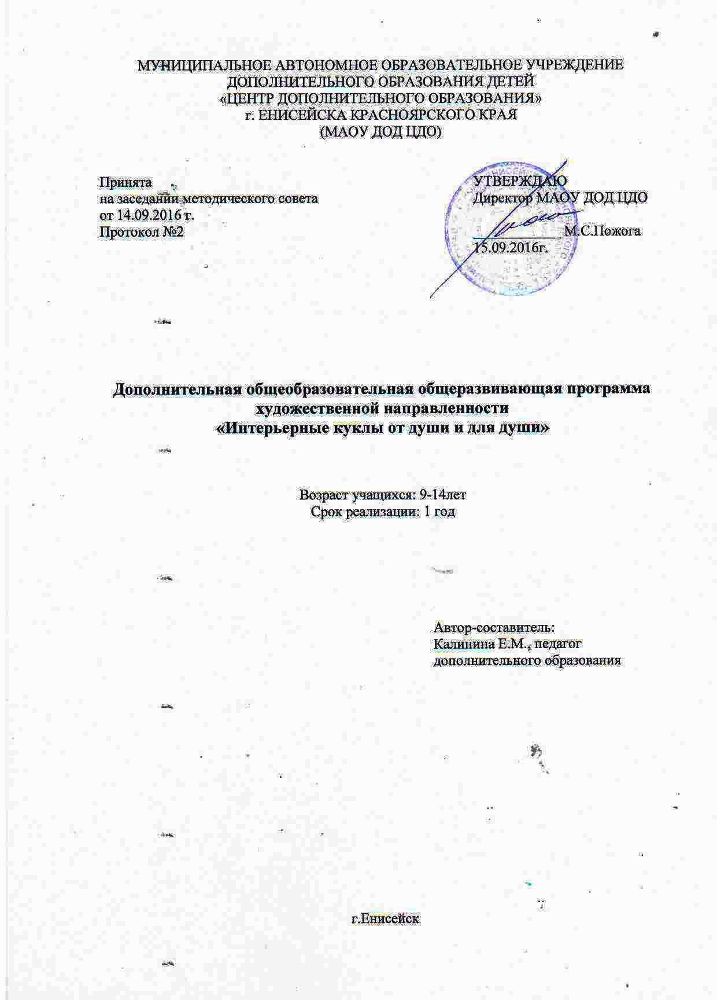 МУНИЦИПАЛЬНОЕ АВТОНОМНОЕ ОБРАЗОВАТЕЛЬНОЕ УЧРЕЖДЕНИЕ
ДОПОЛНИТЕЛЬНОГО ОБРАЗОВАНИЯ ДЕТЕЙ
«ЦЕНТР ДОПОЛНИТЕЛЬНОГО ОБРАЗОВАНИЯ»
г. ЕНИСЕЙСКА КРАСНОЯРСКОГО КРАЯ
(МАОУ ДОД ЦДО)
Принята
на заседании методического совета
от 14.09.2016 г.
Протокол №2
УТВЕРЖДАЮ
Директор МАОУ ДОД ЦДО
М.С.Пожога
15.09.2016г.
Дополнительная общеобразовательная общеразвивающая программа
художественной направленности
«Интерьерные куклы от души и для души»
Возраст учащихся: 9-14лет
Срок реализации: 1 год
Автор-составитель:
Калинина Е.М., педагог
дополнительного образования
г.Енисейск